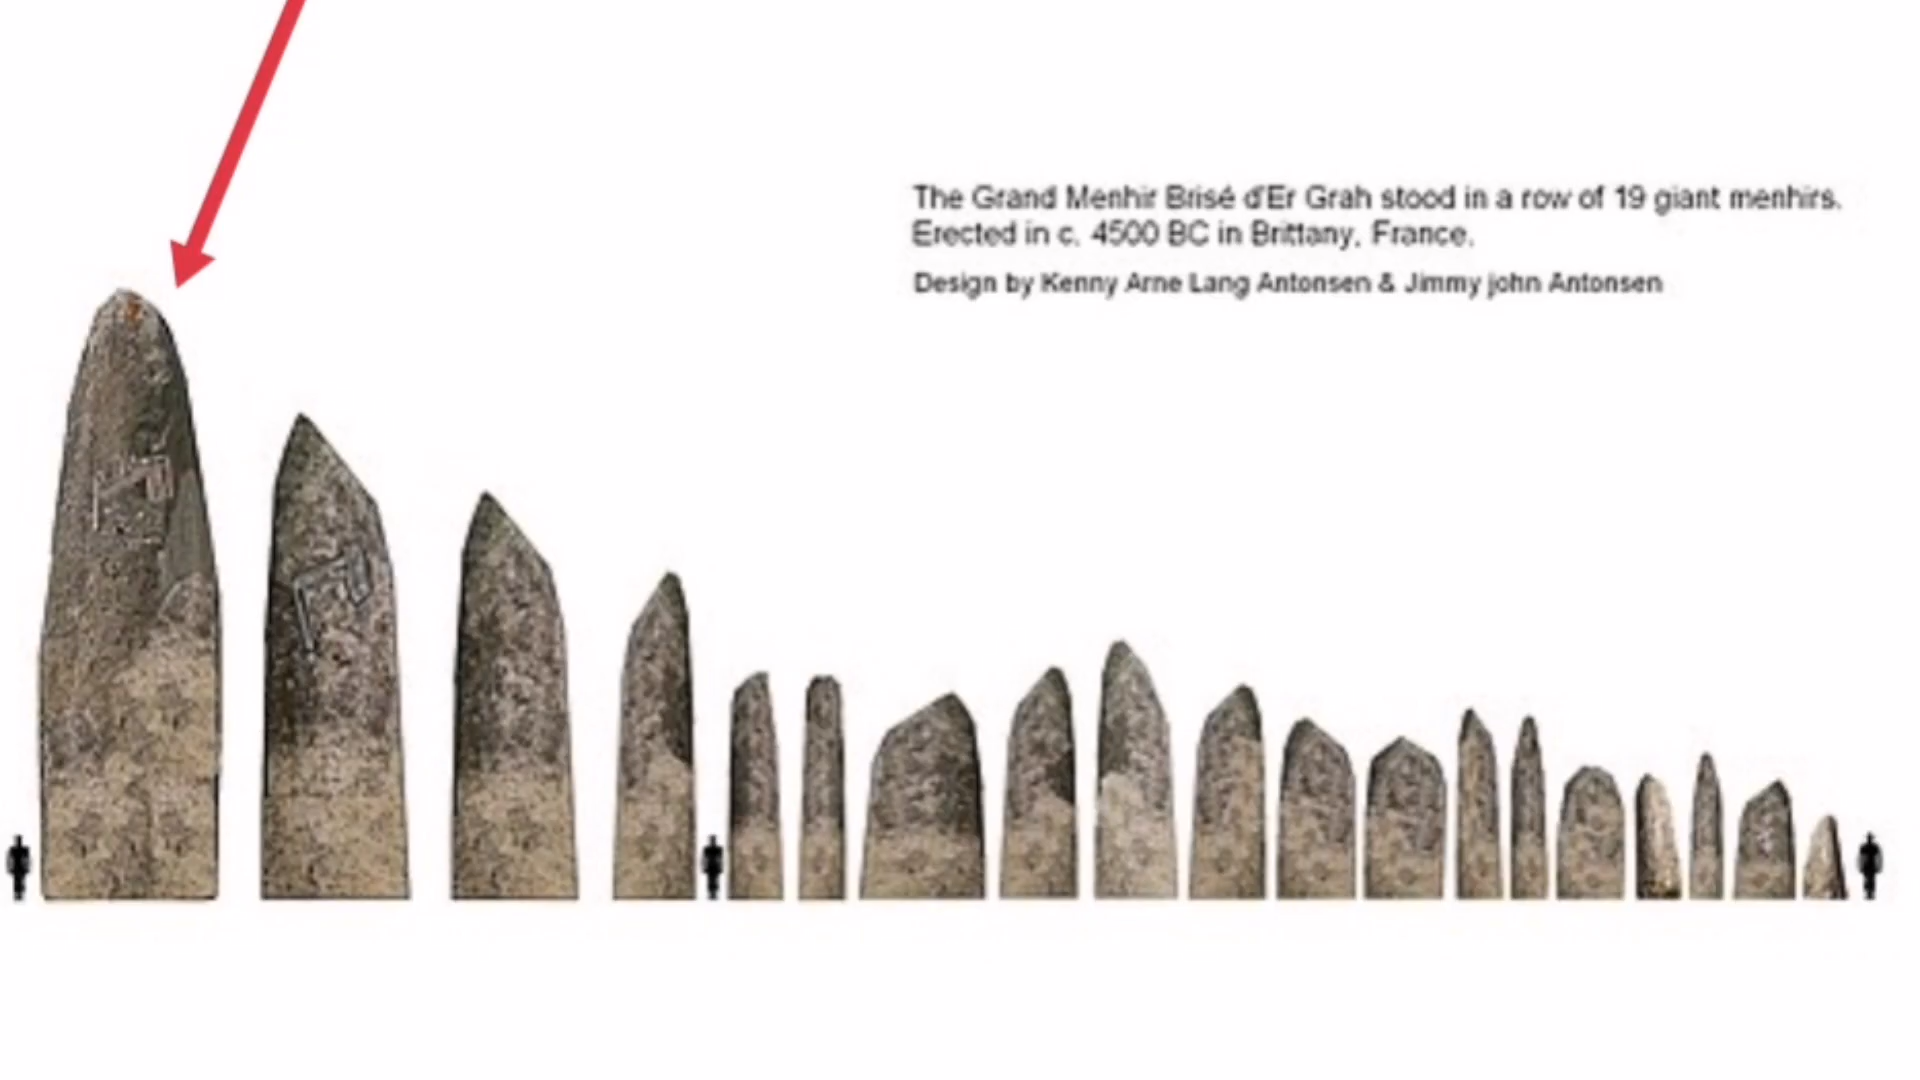 The Grand Menhir Brisé d'Er Grah stood in a row of 19 giant menhirs.
Erected in c. 4500 BC in Brittany, France.
Design by Kenny Arne Lang Antonsen & Jimmy john Antonsen